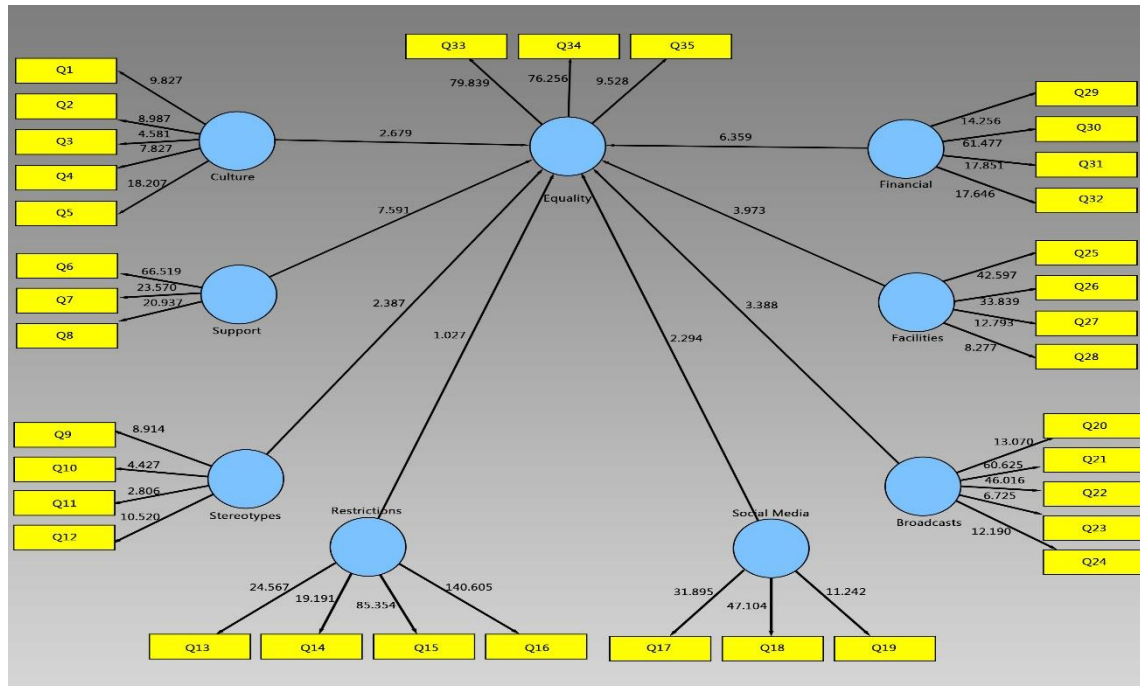 Q33
Q34
Q35
79.839
76.256
9.528
Q1
Q2
Q3
Q4
Q5
9.827
8.987
4.581
7.827
18.207
Culture
2.679
Equality
6.359
Financial
Q29
Q30
Q31
Q32
14.256
61.477
17.851
17.646
Q6
Q7
Q8
66.519
23.570
20.937
Support
7.591
3.973
Facilities
Q25
Q26
Q27
Q28
42.597
33.839
12.793
8.277
Q9
Q10
Q11
Q12
8.914
4.427
2.806
10.520
Stereotypes
2.387
1.027
2.294
3.388
Broadcasts
Q20
Q21
Q22
Q23
Q24
13.070
60.625
46.016
6.725
12.190
Restrictions
24.567
19.191
85.354
140.605
Q13
Q14
Q15
Q16
Social Media
31.895
47.104
11.242
Q17
Q18
Q19